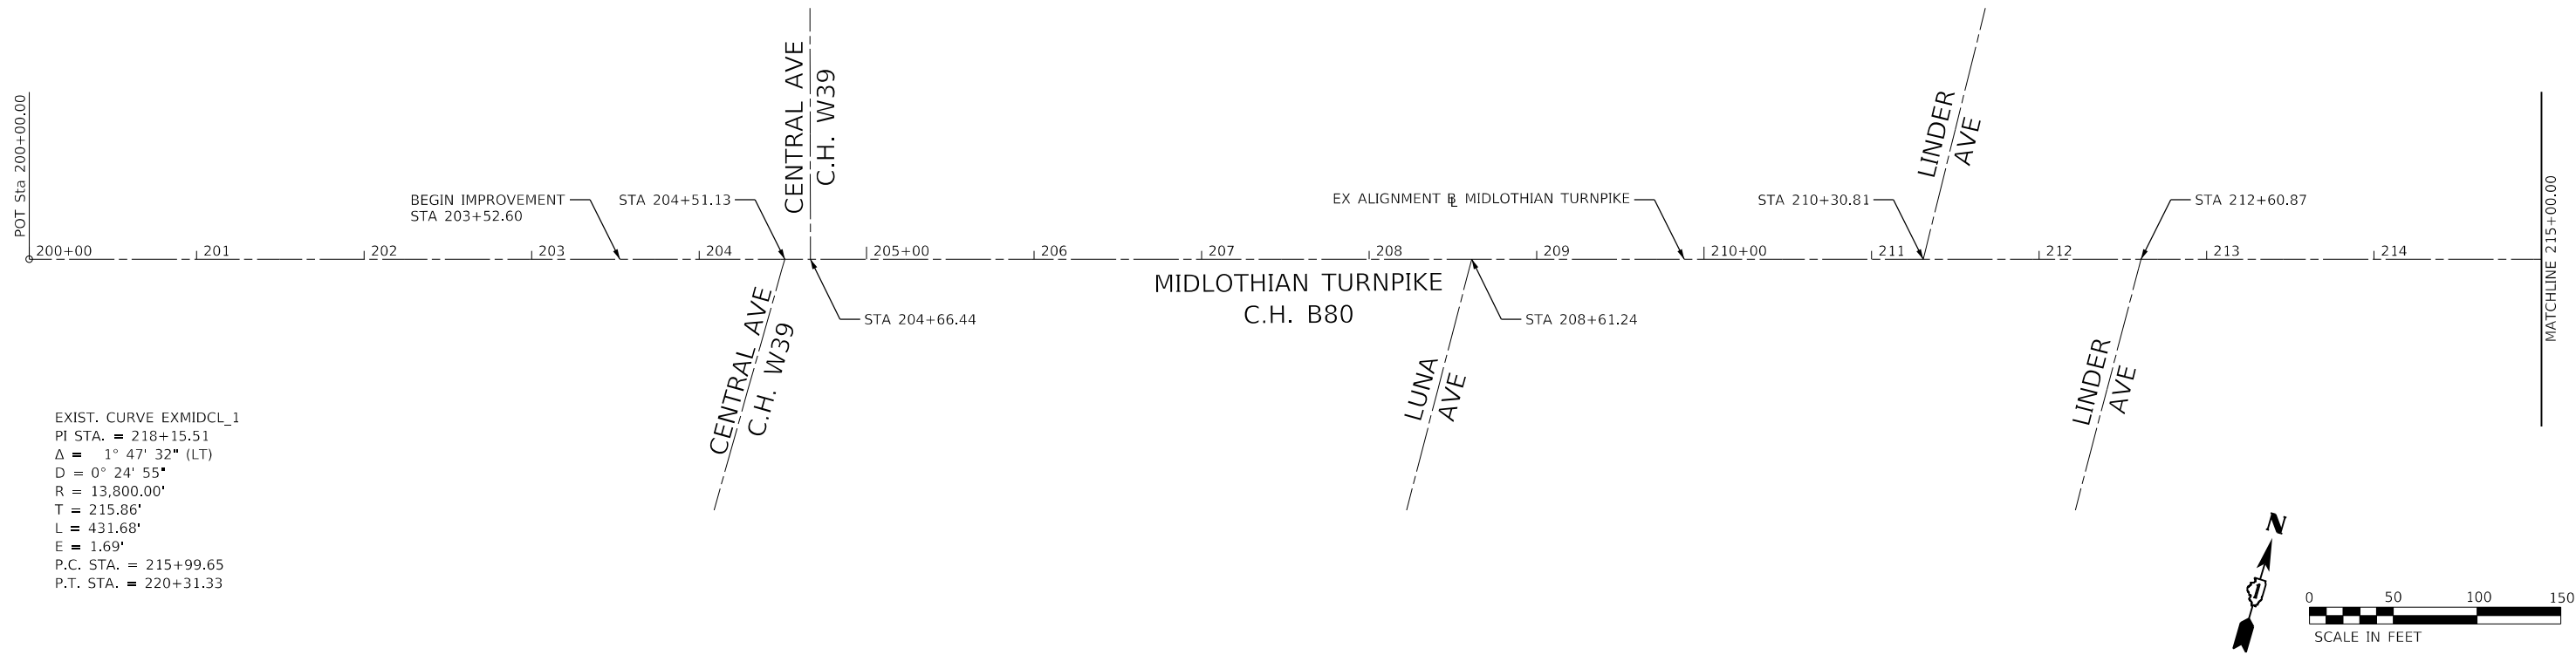 POT Sta 200+00.00
200+00
201
202
203
204
205+00
206
207
208
209
210+00
211
212
213
214
MATCHLINE 215+00.00
BEGIN IMPROVEMENT
STA 203+52.60
STA 204+51.13
CENTRAL AVE
C.H. W39
STA 204+66.44
CENTRAL AVE
C.H. W39
MIDLOTHIAN TURNPIKE
C.H. B80
EX ALIGNMENT BL MIDLOTHIAN TURNPIKE
STA 208+61.24
LUNA
AVE
STA 210+30.81
LINDER
AVE
STA 212+60.87
LINDER
AVE
EXIST. CURVE EXMIDCL_1
PI STA. = 218+15.51
Δ = 1° 47' 32" (LT)
D = 0° 24' 55"
R = 13,800.00'
T = 215.86'
L = 431.68'
E = 1.69'
P.C. STA. = 215+99.65
P.T. STA. = 220+31.33
N
1
0 50 100 150
SCALE IN FEET